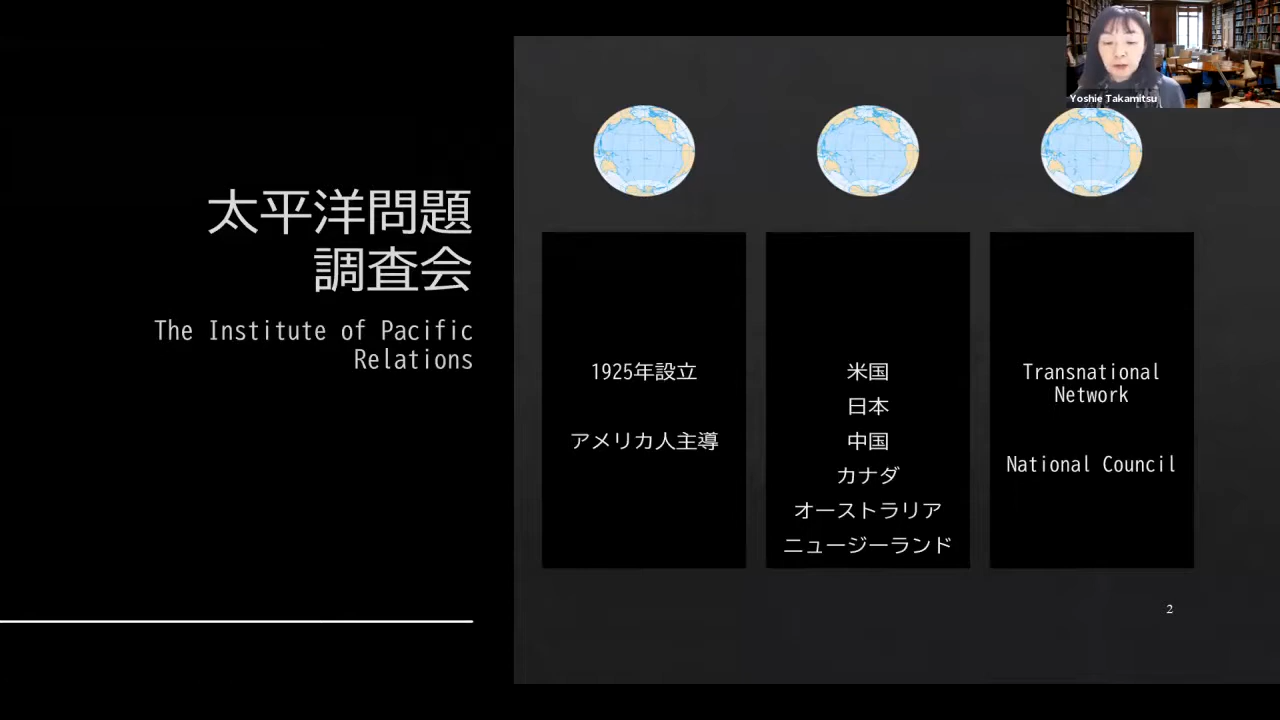 Yoshie Takamitsu
太平洋問題
調査会
The Institute of Pacific
Relations
1925年設立
アメリカ人主導
米国
日本
中国
カナダ
オーストラリア
ニュージーランド
Transnational
Network
National Council
2